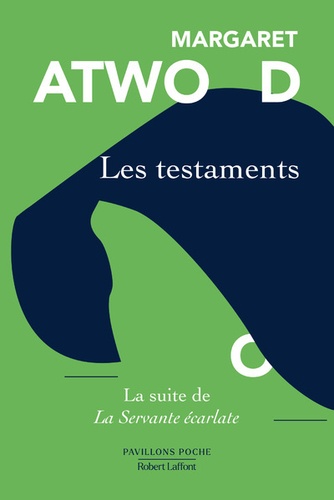 MARGARET
ATWO D
Les testaments
O
La suite de
La Servante écarlate
PAVILLONS POCHE
Robert Laffont